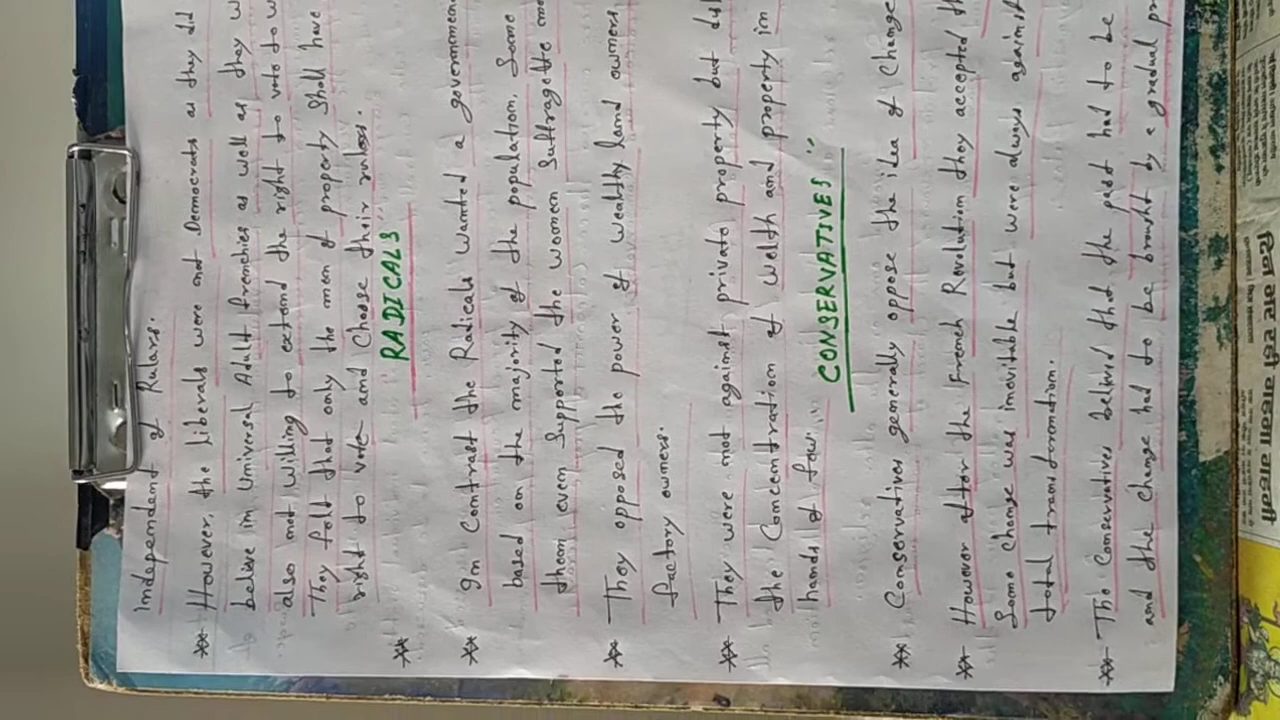 independent of Rulars.
** However, the liberals were not Democrats as they did
believe in Universal Adult frenchies as well as they
also not willing to extend the right to vote to
They felt that only the men of property shall have
right to vote and choose their rules.
** RADICALS
** In contrast the Radicals wanted a government
based on the majority of the population. Some
them even supported the women Suffragette
** They opposed the power of wealthy land owners,
factory owners.
** They were not against private property but
the Concentration of welth and property in
hands of few.
CONSERVATIVES"
** Conservatives generally oppose the idea of change
** However after the French Revolution they accepted
Some change was inevitable but were always against
total transformation.
** The Conservatives belived that the past had to be
and the change had to be brought by a gradual